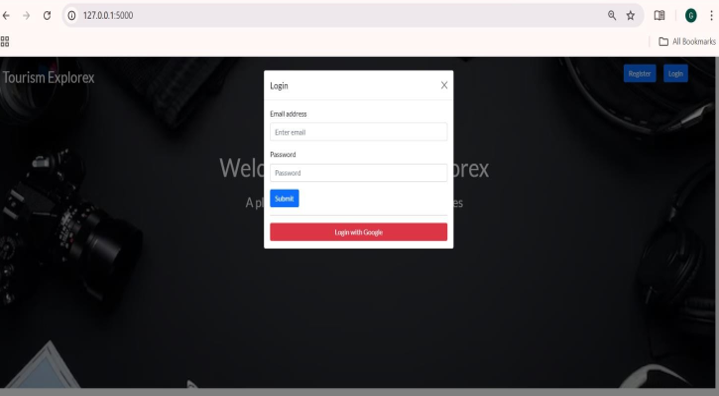 127.0.0.1:5000
G
All Bookmarks
Tourism Explorex
Register
Login
Login
Email address
Enter email
Password
Password
Submit
Login with Google